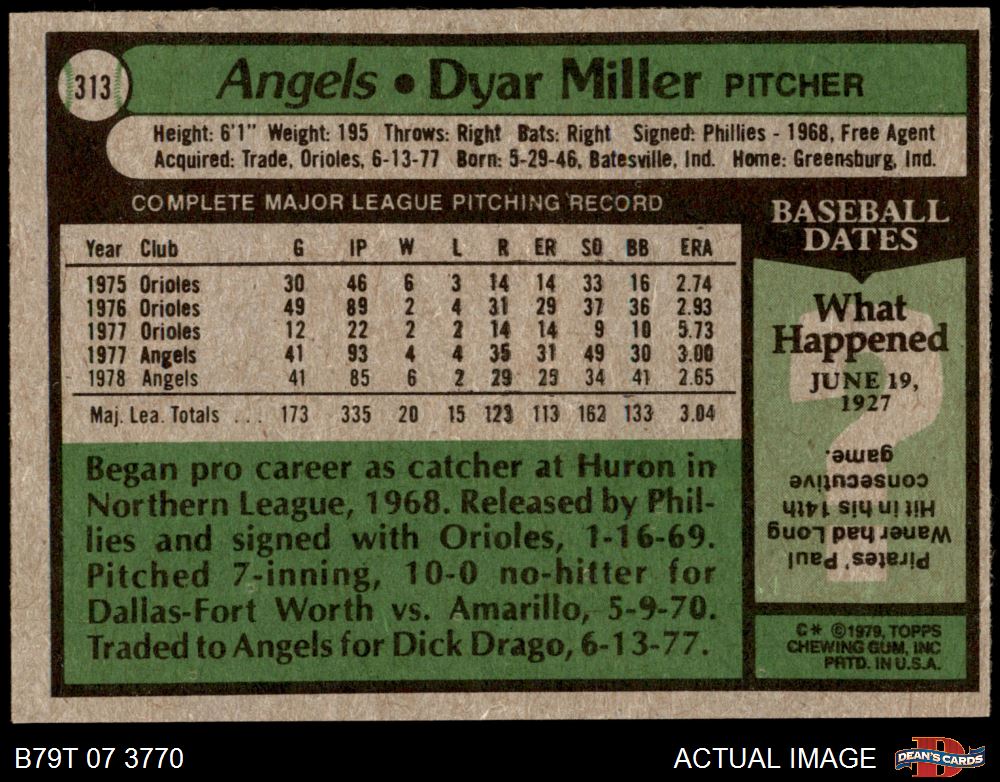 313
Angels • Dyar Miller PITCHER
Height: 6'1" Weight: 195 Throws: Right Bats: Right Signed: Phillies - 1968, Free Agent
Acquired: Trade, Orioles, 6-13-77 Born: 5-29-46, Batesville, Ind. Home: Greensburg, Ind.
COMPLETE MAJOR LEAGUE PITCHING RECORD
Year Club G IP W L R ER SO BB ERA
1975 Orioles 30 46 6 3 14 14 33 16 2.74
1976 Orioles 49 89 2 4 31 29 37 36 2.93
1977 Orioles 12 22 2 2 14 14 9 10 5.73
1977 Angels 41 93 4 4 35 31 49 30 3.00
1978 Angels 41 85 6 2 29 25 34 41 2.65
Maj. Lea. Totals ... 173 335 20 15 123 113 162 133 3.04
Began pro career as catcher at Huron in
Northern League, 1968. Released by Phil-
lies and signed with Orioles, 1-16-69.
Pitched 7-inning, 10-0 no-hitter for
Dallas-Fort Worth vs. Amarillo, 5-9-70.
Traded to Angels for Dick Drago, 6-13-77.
BASEBALL
DATES
What
Happened
JUNE 19,
1927
?
Pirates' Paul
Waner had Long
Hit in his 14th
consecutive
game.
C* ©1979, TOPPS
CHEWING GUM, INC
PRTD. IN U.S.A.
B79T 07 3770
ACTUAL IMAGE
DEAN'S CARDS